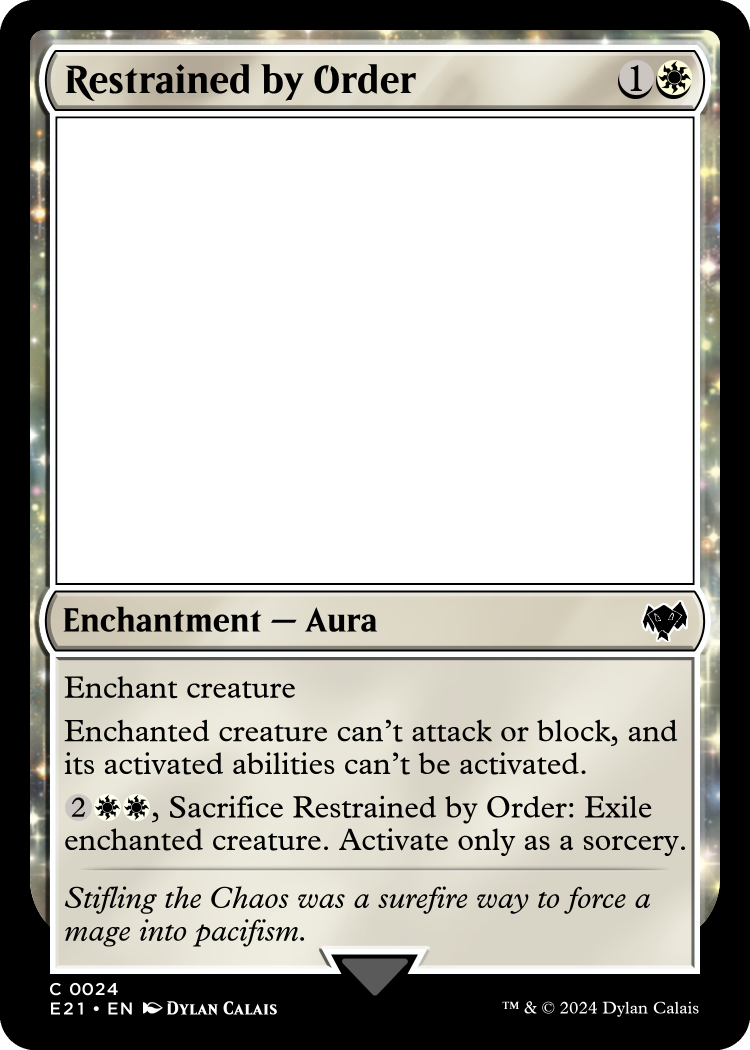 Restrained by Order 1
Enchantment — Aura
Enchant creature
Enchanted creature can't attack or block, and
its activated abilities can't be activated.
2, Sacrifice Restrained by Order: Exile
enchanted creature. Activate only as a sorcery.
Stifling the Chaos was a surefire way to force a
mage into pacifism.
C 0024
E21 • EN Dylan Calais
™ & © 2024 Dylan Calais